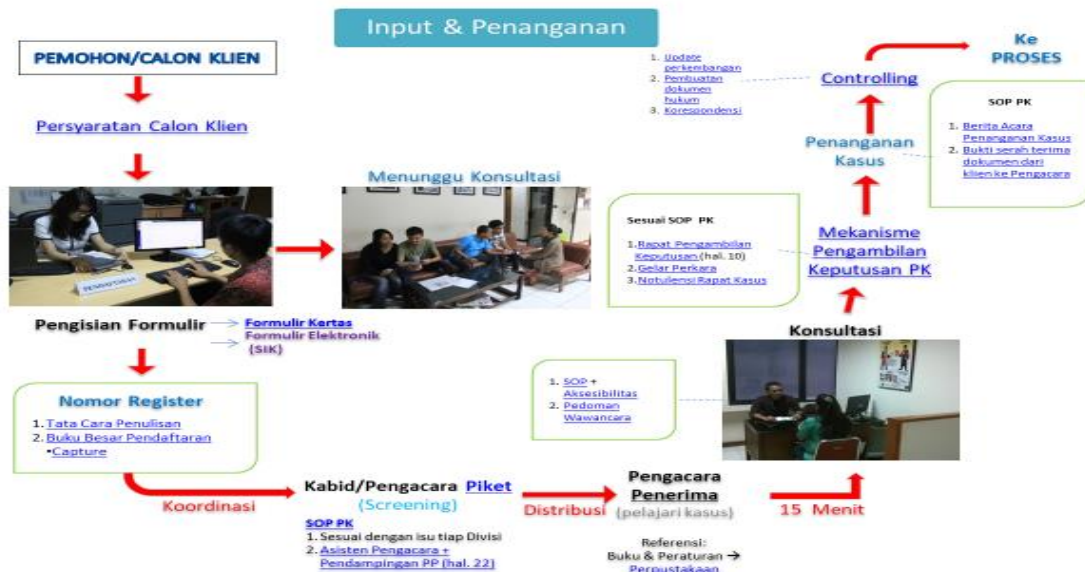 Input & Penanganan
PEMOHON/CALON KLIEN
Persyaratan Calon Klien
PENDAFTARAN
Menunggu Konsultasi
Pengisian Formulir
Formulir Kertas
Formulir Elektronik
(SIK)
Nomor Register
1. Tata Cara Penulisan
2. Buku Besar Pendaftaran
•Capture
Koordinasi
Kabid/Pengacara Piket
(Screening)
SOP PK
1. Sesuai dengan isu tiap Divisi
2. Asisten Pengacara +
Pendampingan PP (hal. 22)
Distribusi
Pengacara
Penerima
(pelajari kasus)
Referensi:
Buku & Peraturan →
Perpustakaan
15 Menit
Konsultasi
1. SOP +
Aksesibilitas
2. Pedoman
Wawancara
Mekanisme
Pengambilan
Keputusan PK
Sesuai SOP PK
1.Rapat Pengambilan
Keputusan (hal. 10)
2.Gelar Perkara
3.Notulensi Rapat Kasus
Penanganan
Kasus
SOP PK
1. Berita Acara
Penanganan Kasus
2. Bukti serah terima
dokumen dari
klien ke Pengacara
Controlling
1. Update
perkembangan
2. Pembuatan
dokumen
hukum
3. Korespondensi
Ke
PROSES